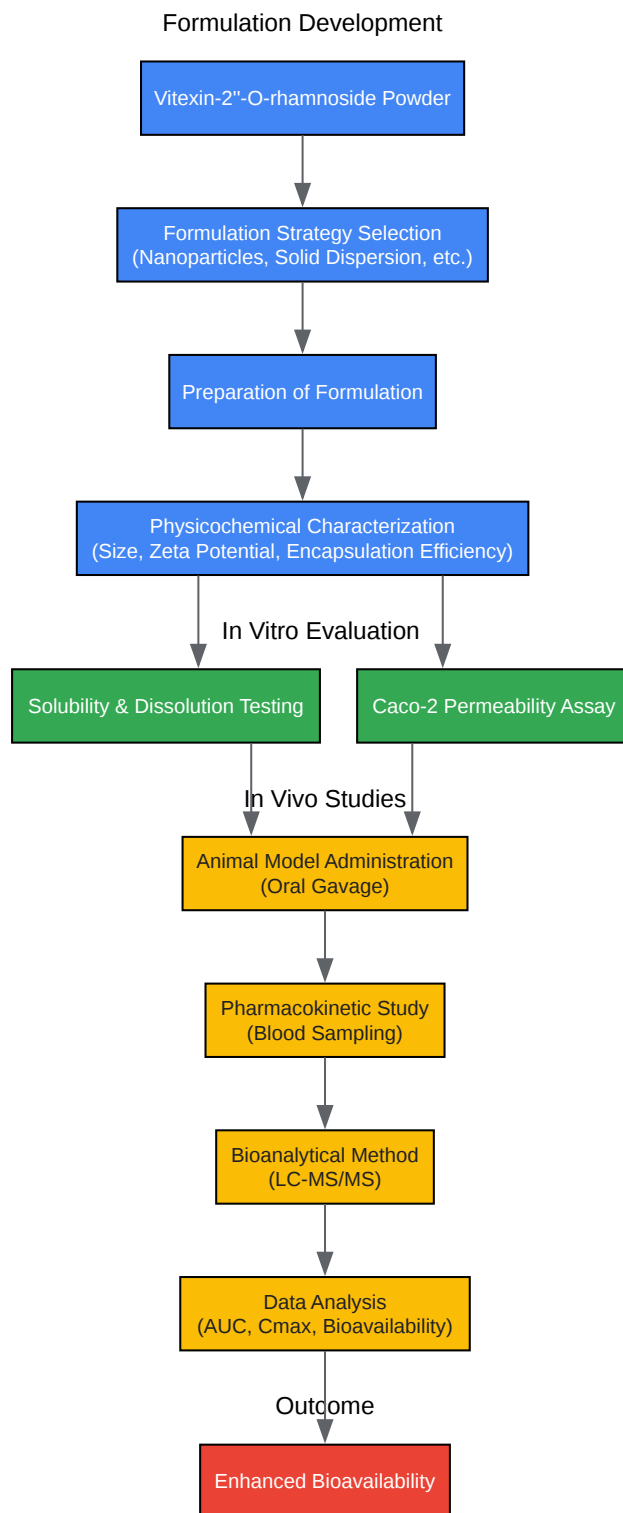 Formulation Development
Vitexin-2''-O-rhamnoside Powder
Formulation Strategy Selection
(Nanoparticles, Solid Dispersion, etc.)
Preparation of Formulation
Physicochemical Characterization
(Size, Zeta Potential, Encapsulation Efficiency)
In Vitro Evaluation
Solubility & Dissolution Testing
Caco-2 Permeability Assay
In Vivo Studies
Animal Model Administration
(Oral Gavage)
Pharmacokinetic Study
(Blood Sampling)
Bioanalytical Method
(LC-MS/MS)
Data Analysis
(AUC, Cmax, Bioavailability)
Outcome
Enhanced Bioavailability